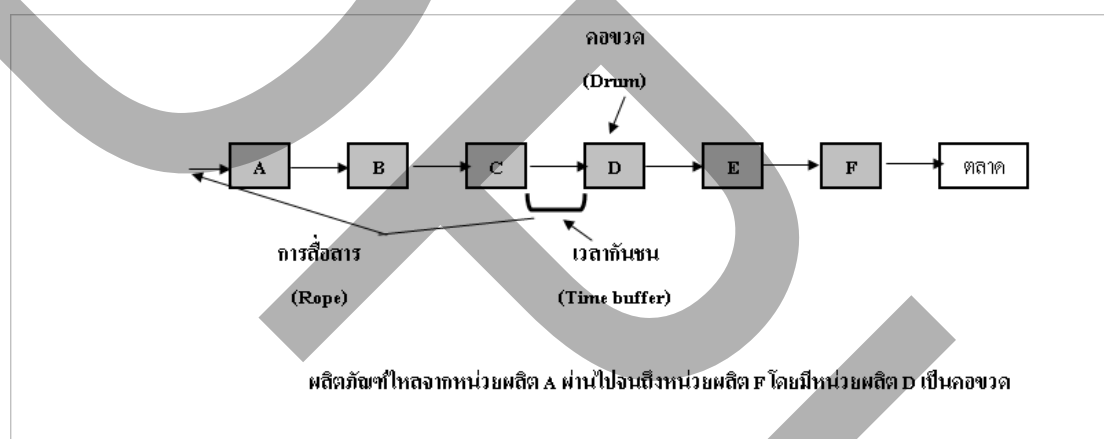 คอขวด
(Drum)
A B C D E F ตลาด
การสื่อสาร
(Rope)
เวลากันชน
(Time buffer)
ผลิตภัณฑ์ไหลจากหน่วยผลิต A ผ่านไปจนถึงหน่วยผลิต F โดยมีหน่วยผลิต D เป็นคอขวด